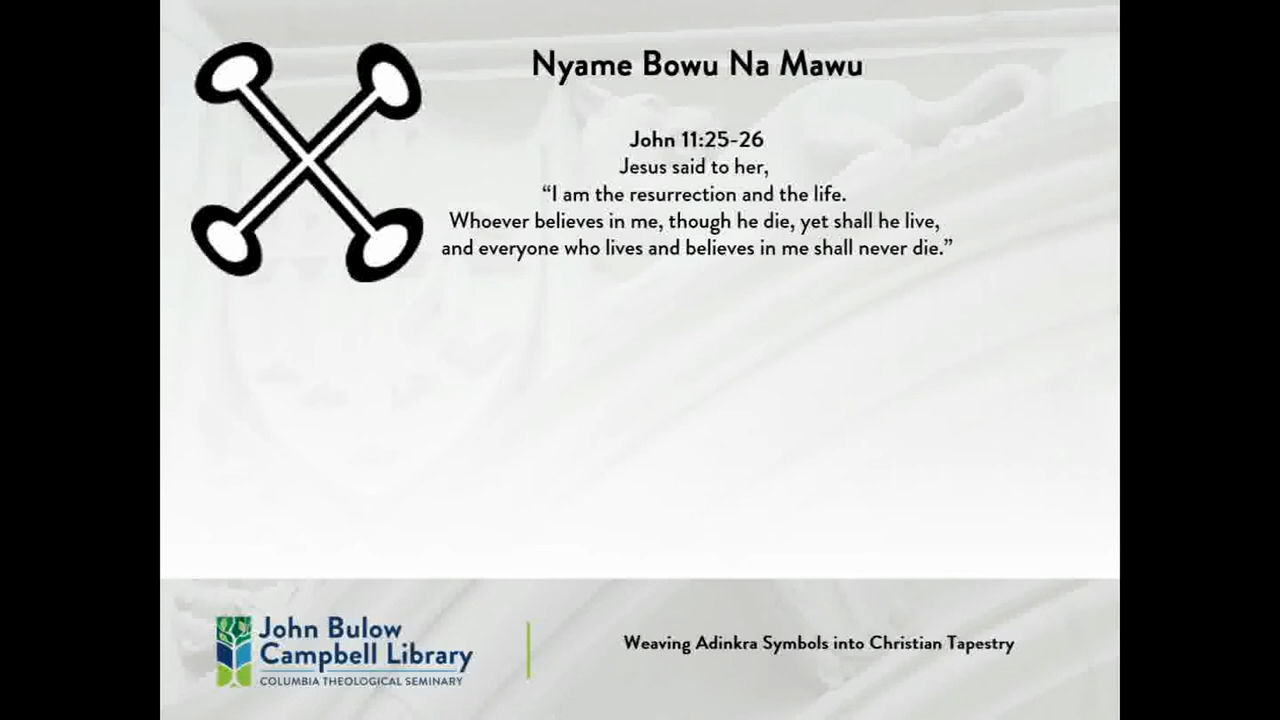 Nyame Bowu Na Mawu
John 11:25-26
Jesus said to her,
“I am the resurrection and the life.
Whoever believes in me, though he die, yet shall he live,
and everyone who lives and believes in me shall never die.”
John Bulow
Campbell Library
COLUMBIA THEOLOGICAL SEMINARY
Weaving Adinkra Symbols into Christian Tapestry